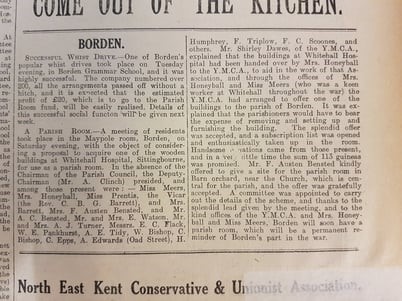 COME OUT OF THE KITCHEN.
BORDEN.
SUCCESSFUL WHIST DRIVE.—One of Borden's
popular whist drives took place on Tuesday
evening, in Borden Grammar School, and it was
highly successful. The company numbered over
200, all the arrangements passed off without a
hitch, and it is expected that the estimated
profit of £20, which is to go to the Parish
Room fund, will be easily realised. Details of
this successful social function will be given next
week.
A PARISH ROOM.—A meeting of residents
took place in the Maypole room, Borden, on
Saturday evening, with the object of consider-
ing a proposal to acquire one of the wooden
buildings at Whitehall Hospital, Sittingbourne,
for use as a parish room. In the absence of the
Chairman of the Parish Council, the Deputy-
Chairman (Mr. A. Clinch) presided, and
among those present were:—Miss Meers,
Mrs. Honeyball, Miss Prentis, the Vicar
(the Rev. C. B. G. Barrett), and Mrs.
Barrett, Mrs. F. Austen Bensted, and Mr.
A. C. Bensted, Mr. and Mrs. E. Watson, Mr.
and Mrs. A. J. Turner, Messrs. E. C. Flack,
W. E. Pankhurst, A. E. Tidy, W. Bishop, C.
Bishop, C. Epps, A. Edwards (Oad Street), H.
Humphrey, F. Triplow, F. C. Scoones, and
others. Mr. Shirley Dawes, of the Y.M.C.A.,
explained that the buildings at Whitehall Hos-
pital had been handed over by Mrs. Honeyball
to the Y.M.C.A., to aid in the work of that As-
sociation, and through the offices of Mrs.
Honeyball and Miss Meers (who was a keen
worker at Whitehall throughout the war) the
Y.M.C.A. had arranged to offer one of the
buildings to the parish of Borden. It was ex-
plained that the parishioners would have to bear
the expense of removing and setting up and
furnishing the building. The splendid offer
was accepted, and a subscription list was opened
and enthusiastically taken up in the room.
Handsome donations came from those present,
and in a very little time the sum of 115 guineas
was promised. Mr. F. Austen Bensted kindly
offered to give a site for the parish room in
Barn orchard, near the Church, which is cen-
tral for the parish, and the offer was gratefully
accepted. A committee was appointed to carry
out the details of the scheme, and thanks to the
splendid lead given by the meeting, and to the
kind offices of the Y.M.C.A. and Mrs. Honey-
ball and Miss Meers, Borden will soon have a
parish room, which will be a permanent re-
minder of Borden's part in the war.
North East Kent Conservative & Unionist Association.